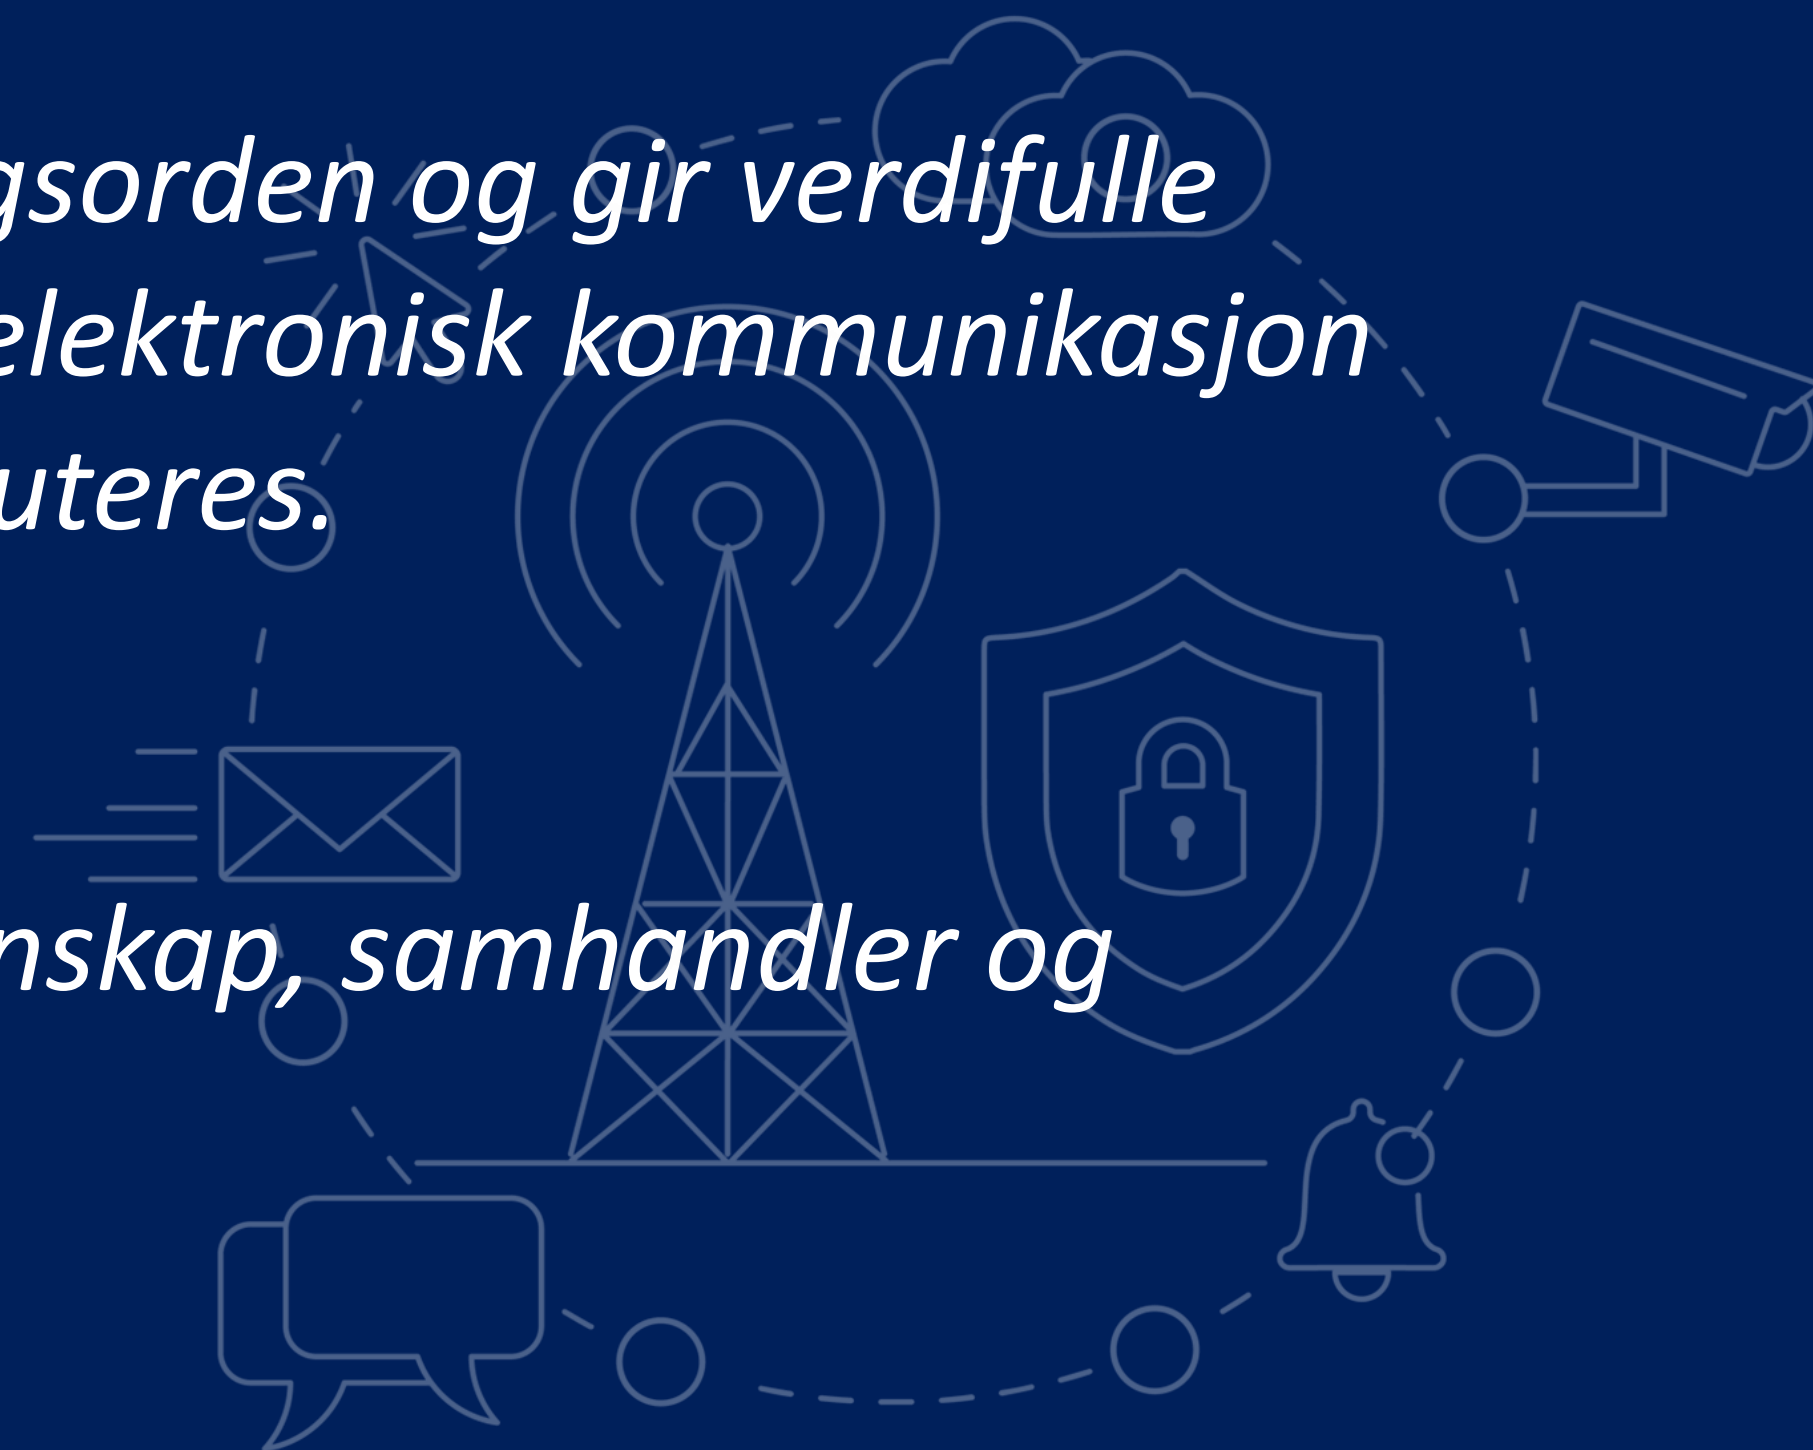 gsorden og gir verdifulle
elektronisk kommunikasjon
uteres.
nskap, samhandler og